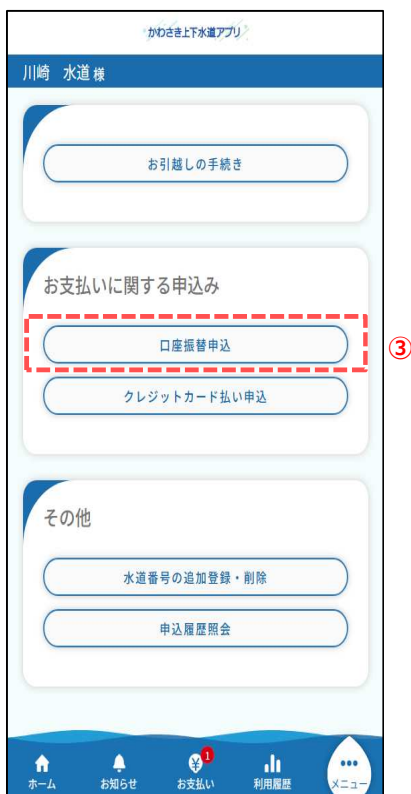 かわさき上下水道アプリ
川崎 水道 様
お引越しの手続き
お支払いに関する申込み
口座振替申込
③
クレジットカード払い申込
その他
水道番号の追加登録・削除
申込履歴照会
1
ホーム お知らせ お支払い 利用履歴 メニュー